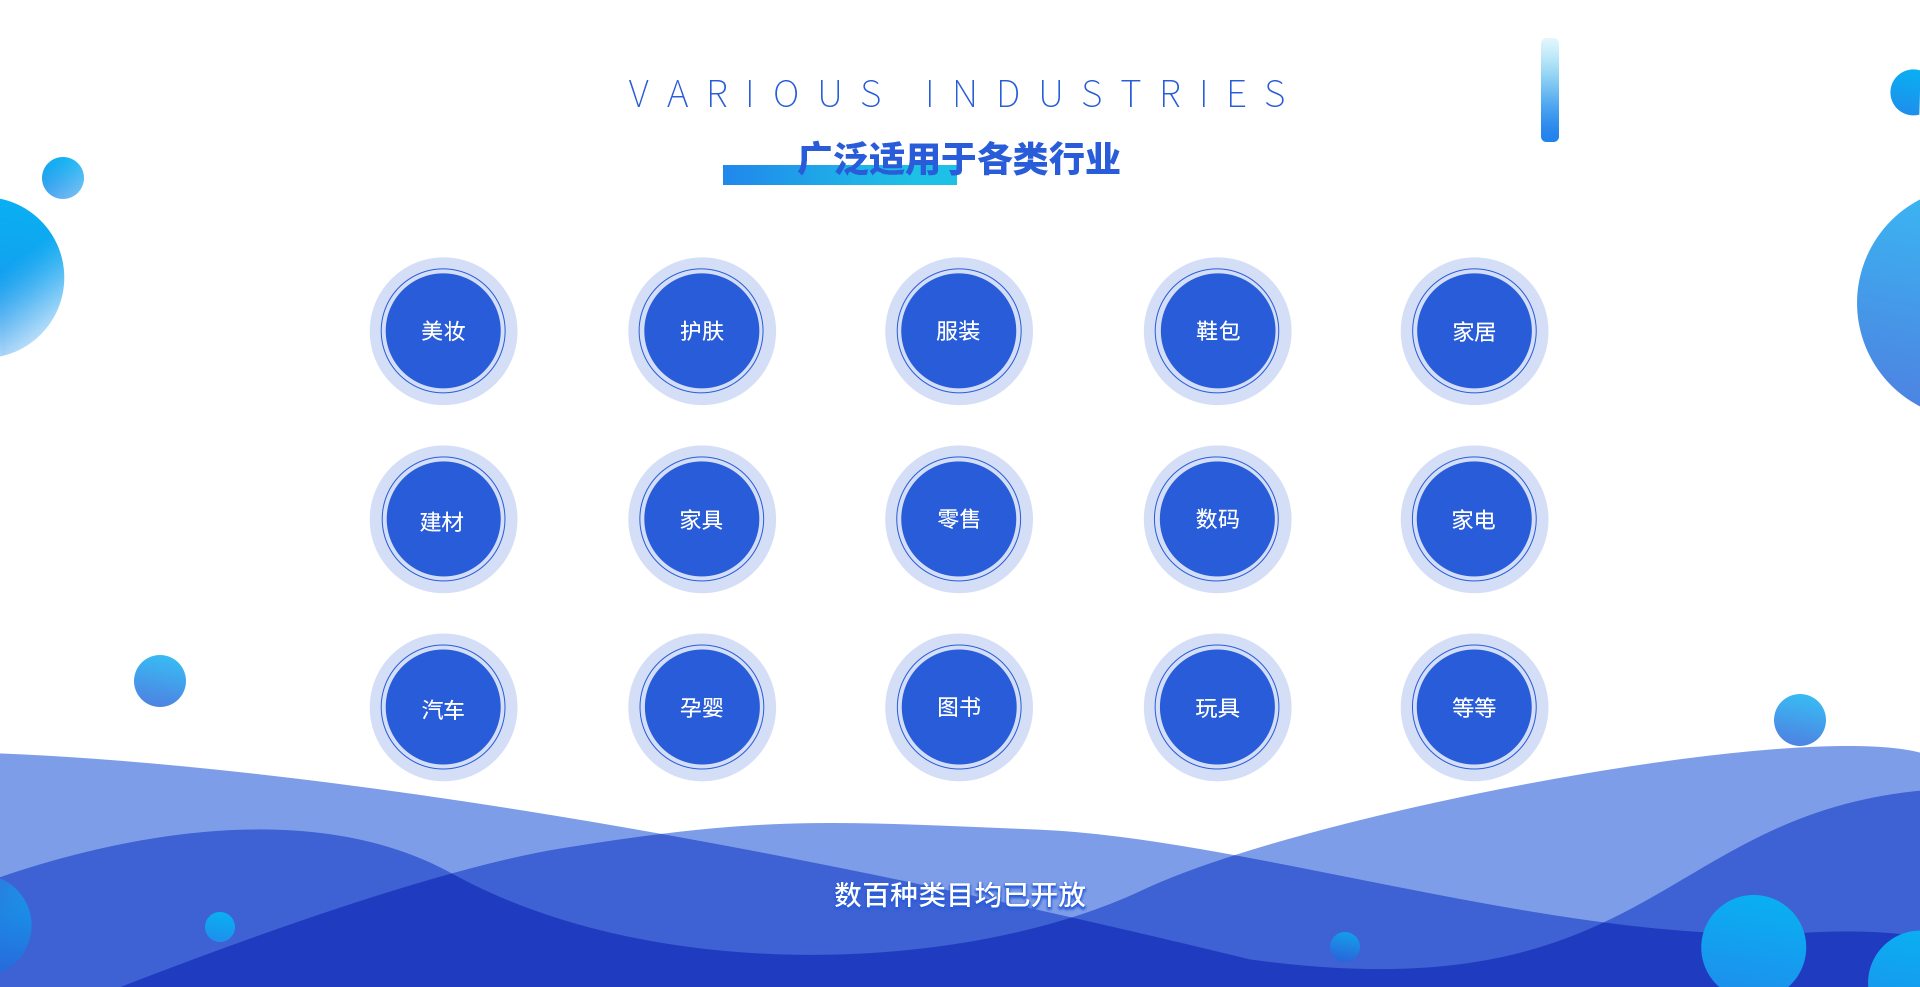 VARIOUS INDUSTRIES
广泛适用于各类行业
美妆 护肤 服装 鞋包 家居
建材 家具 零售 数码 家电
汽车 孕婴 图书 玩具 等等
数百种类目均已开放